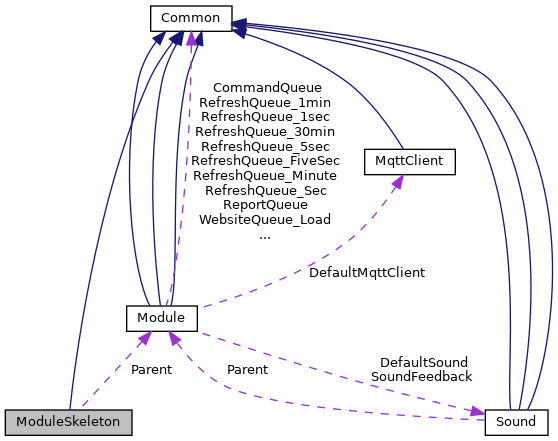 Common
CommandQueue
RefreshQueue_1min
RefreshQueue_1sec
RefreshQueue_30min
RefreshQueue_5sec
RefreshQueue_FiveSec
RefreshQueue_Minute
RefreshQueue_Sec
ReportQueue
WebsiteQueue_Load
...
MqttClient
DefaultMqttClient
Module
Parent
Parent
DefaultSound
SoundFeedback
ModuleSkeleton
Sound